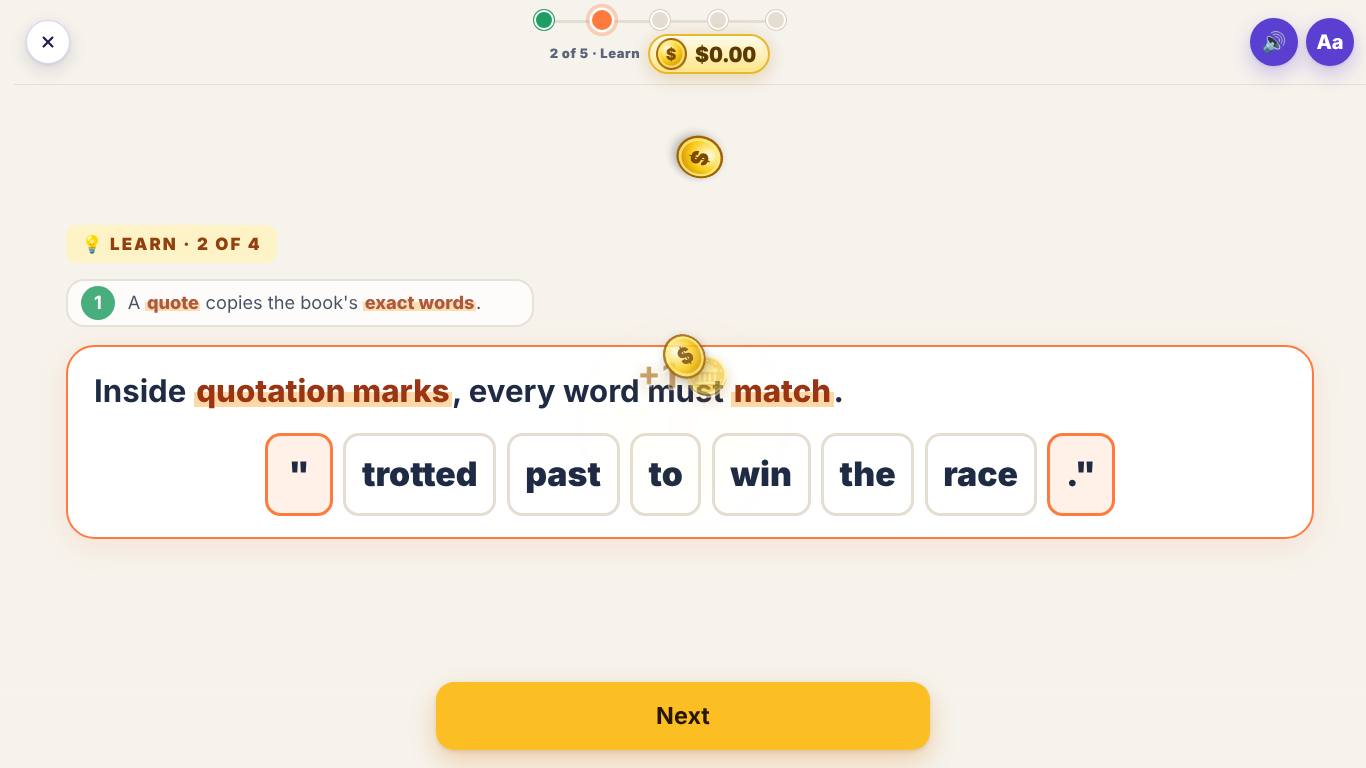 2 of 5 · Learn
$0.00
Aa
LEARN · 2 OF 4
1 A quote copies the book's exact words.
Inside quotation marks, every word must match.
" trotted past to win the race ."
Next